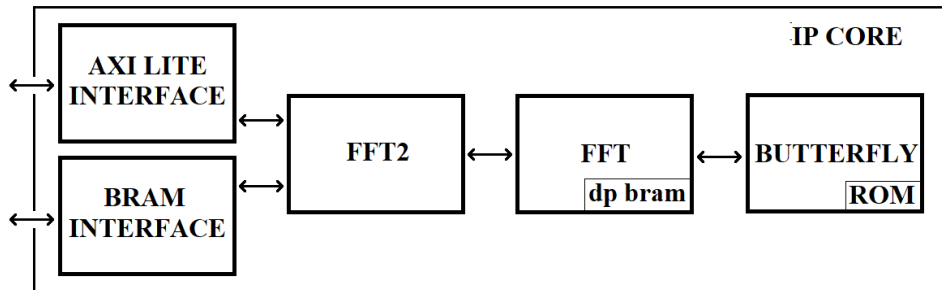 IP CORE
AXI LITE
INTERFACE
BRAM
INTERFACE
FFT2
FFT
dp bram
BUTTERFLY
ROM